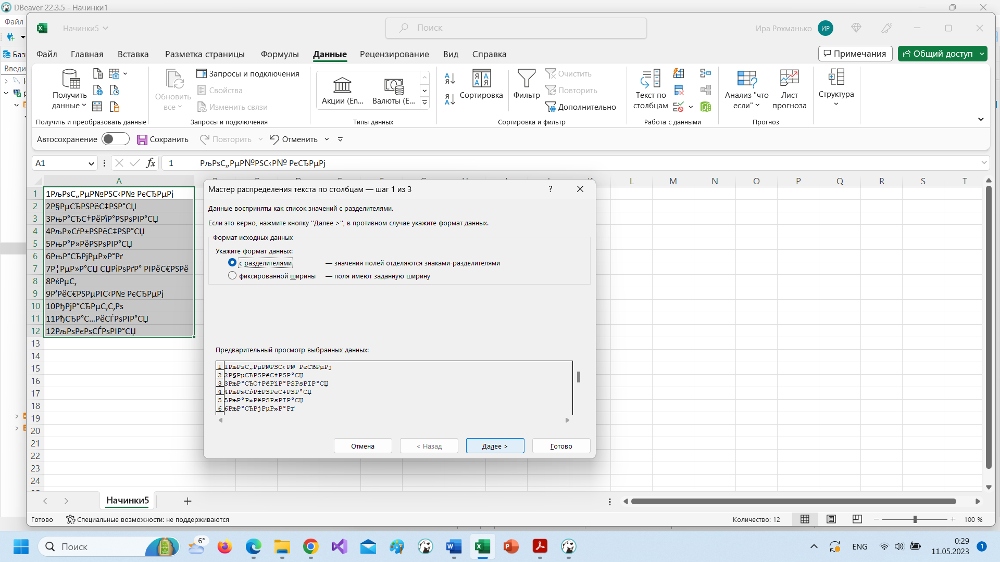 DBeaver 22.3.5 - Начинки1
Файл
Баз
Введи
Начинки5
Поиск
Ира Рохманько
ИР
Файл Главная Вставка Разметка страницы Формулы Данные Рецензирование Вид Справка
Примечания
Общий доступ
Получить данные
Обновить все
Запросы и подключения
Свойства
Изменить связи
Акции (En...
Валюты (E...
Сортировка
Фильтр
Очистить
Повторить
Дополнительно
Текст по столбцам
Анализ "что если"
Лист прогноза
Структура
Получить и преобразовать данные
Запросы и подключения
Типы данных
Сортировка и фильтр
Работа с данными
Прогноз
Автосохранение
Сохранить
Повторить
Отменить
A1
fx
1 РљРѕС„РµР№РЅС‹Р№ РєСЂРµРј
A L M N O P Q R S T
1 1РљРѕС„РµР№РЅС‹Р№ РєСЂРµРј
2 2Р§РµСЂРЅРёС‡РЅР°СЏ
3 3РњР°СЂС†РёРїР°РЅРѕРІР°СЏ
4 4РљР»СѓР±РЅРёС‡РЅР°СЏ
5 5РњР°Р»РёРЅРѕРІР°СЏ
6 6РњР°СЂРјРµР»Р°Рґ
7 7Р¦РµР»Р°СЏ СЏРіРѕРґР° РІРёС€РЅРё
8 8РќРµС‚
9 9Р’РёС€РЅРµРІС‹Р№ РєСЂРµРј
10 10РђРјР°СЂРµС‚С‚Рѕ
11 11РђСЂР°С…РёСЃРѕРІР°СЏ
12 12РљРѕРєРѕСЃРѕРІР°СЏ
13
14
15
16
17
18
19
20
21
22
23
24
Мастер распределения текста по столбцам — шаг 1 из 3
?
Данные восприняты как список значений с разделителями.
Если это верно, нажмите кнопку "Далее >", в противном случае укажите формат данных.
Формат исходных данных
Укажите формат данных:
с разделителями — значения полей отделяются знаками-разделителями
фиксированной ширины — поля имеют заданную ширину
Предварительный просмотр выбранных данных:
1 1РљРѕС„РµР№РЅС‹Р№ РєСЂРµРј
2 2Р§РµСЂРЅРёС‡РЅР°СЏ
3 3РњР°СЂС†РёРїР°РЅРѕРІР°СЏ
4 4РљР»СѓР±РЅРёС‡РЅР°СЏ
5 5РњР°Р»РёРЅРѕРІР°СЏ
6 6РњР°СЂРјРµР»Р°Рґ
Отмена
< Назад
Далее >
Готово
Начинки5
Готово
Специальные возможности: не поддерживаются
Количество: 12
100 %
Поиск
6°
ENG
0:29
11.05.2023
1